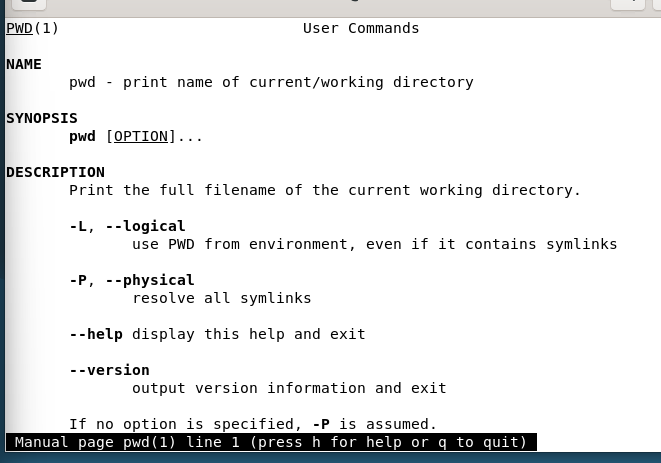 PWD(1) User Commands
NAME
pwd - print name of current/working directory
SYNOPSIS
pwd [OPTION]...
DESCRIPTION
Print the full filename of the current working directory.
-L, --logical
use PWD from environment, even if it contains symlinks
-P, --physical
resolve all symlinks
--help display this help and exit
--version
output version information and exit
If no option is specified, -P is assumed.
Manual page pwd(1) line 1 (press h for help or q to quit)